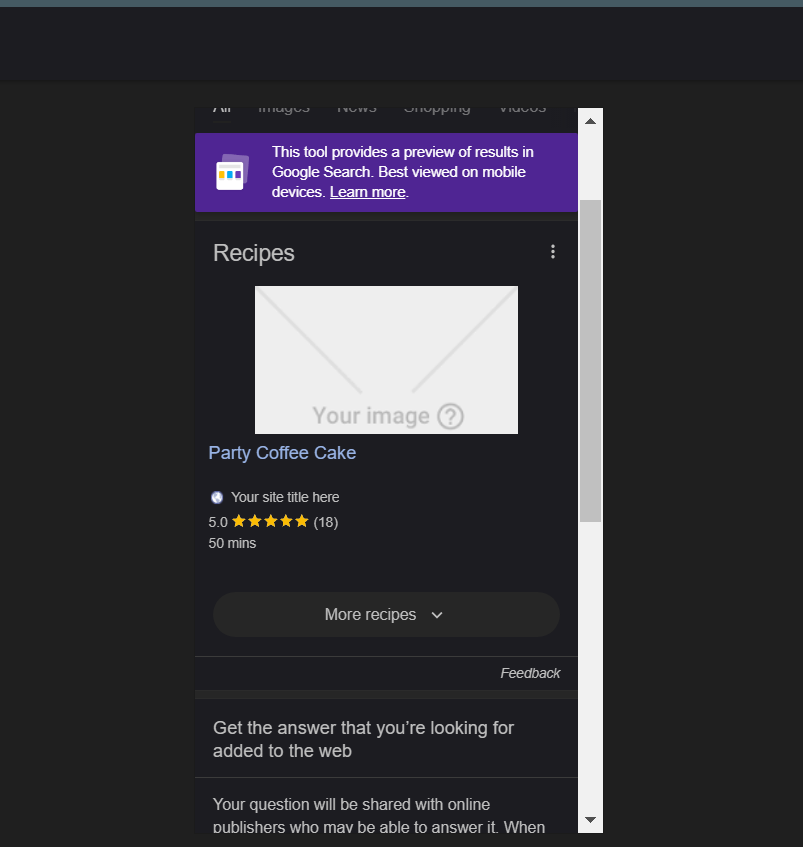 All Images News Shopping Videos
This tool provides a preview of results in
Google Search. Best viewed on mobile
devices. Learn more.
Recipes
Your image ?
Party Coffee Cake
Your site title here
5.0 (18)
50 mins
More recipes
Feedback
Get the answer that you’re looking for
added to the web
Your question will be shared with online
publishers who may be able to answer it. When